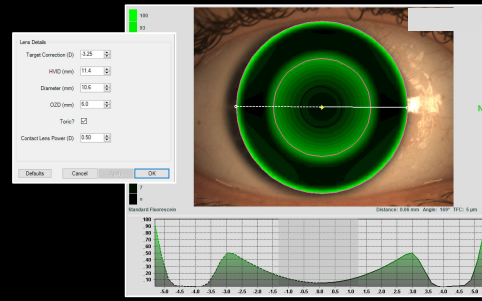 100
93
Lens Details
Target Correction (D) -3.25
HVID (mm) 11.4
Diameter (mm) 10.6
OZD (mm) 6.0
Toric?
Contact Lens Power (D) 0.50
Defaults Cancel Apply OK
7
0
Standard Fluorescein Distance: 0.06 mm Angle: 169° TFC: 5 µm
N
100
90
80
70
60
50
40
30
20
10
-5.0 -4.5 -4.0 -3.5 -3.0 -2.5 -2.0 -1.5 -1.0 -0.5 0.0 0.5 1.0 1.5 2.0 2.5 3.0 3.5 4.0 4.5 5.0